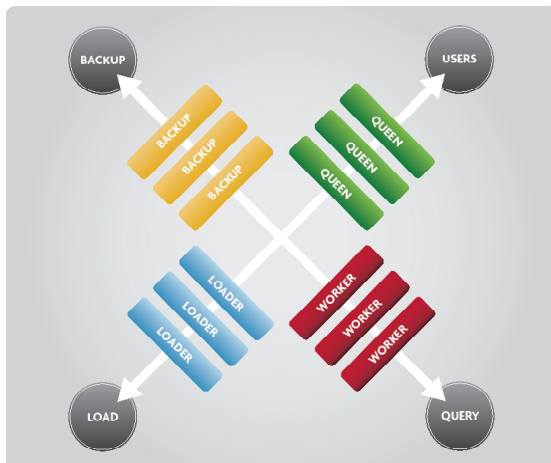 BACKUP
USERS
BACKUP
BACKUP
BACKUP
QUEEN
QUEEN
QUEEN
LOADER
LOADER
LOADER
WORKER
WORKER
WORKER
LOAD
QUERY